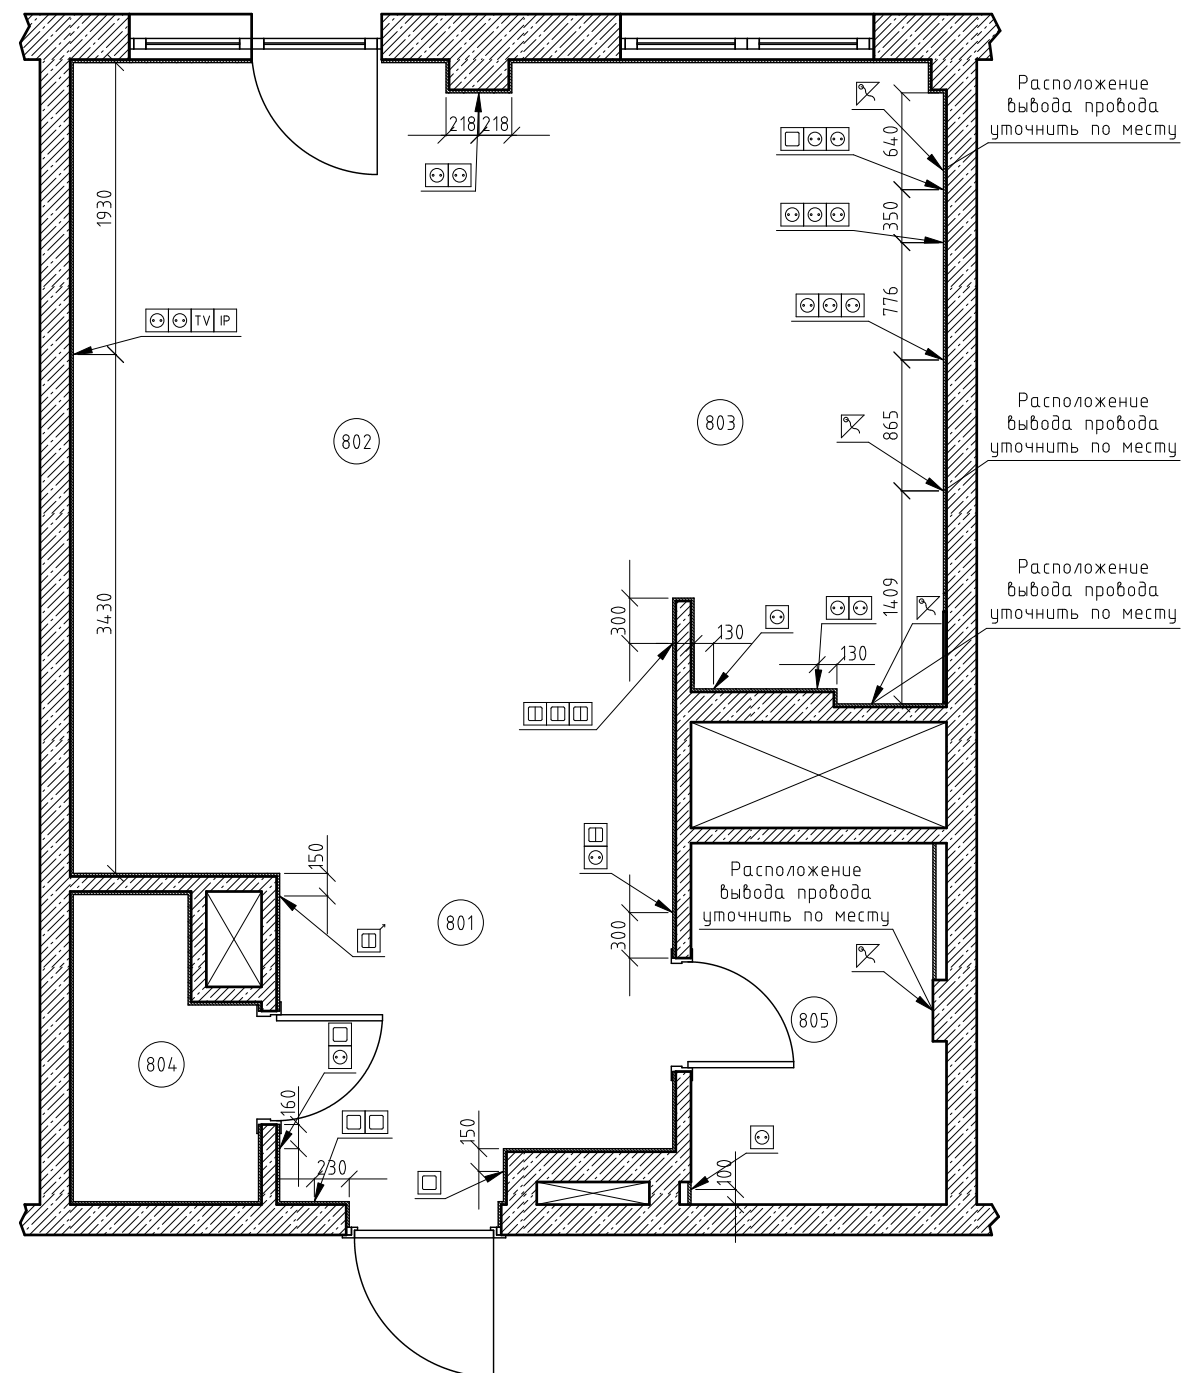 Расположение
вывода провода
уточнить по месту
218 218
640
1930
350
776
TV IP
Расположение
вывода провода
уточнить по месту
865
803
802
Расположение
вывода провода
уточнить по месту
1409
3430
300
130
130
150
Расположение
вывода провода
уточнить по месту
801
300
805
804
160
150
230
100